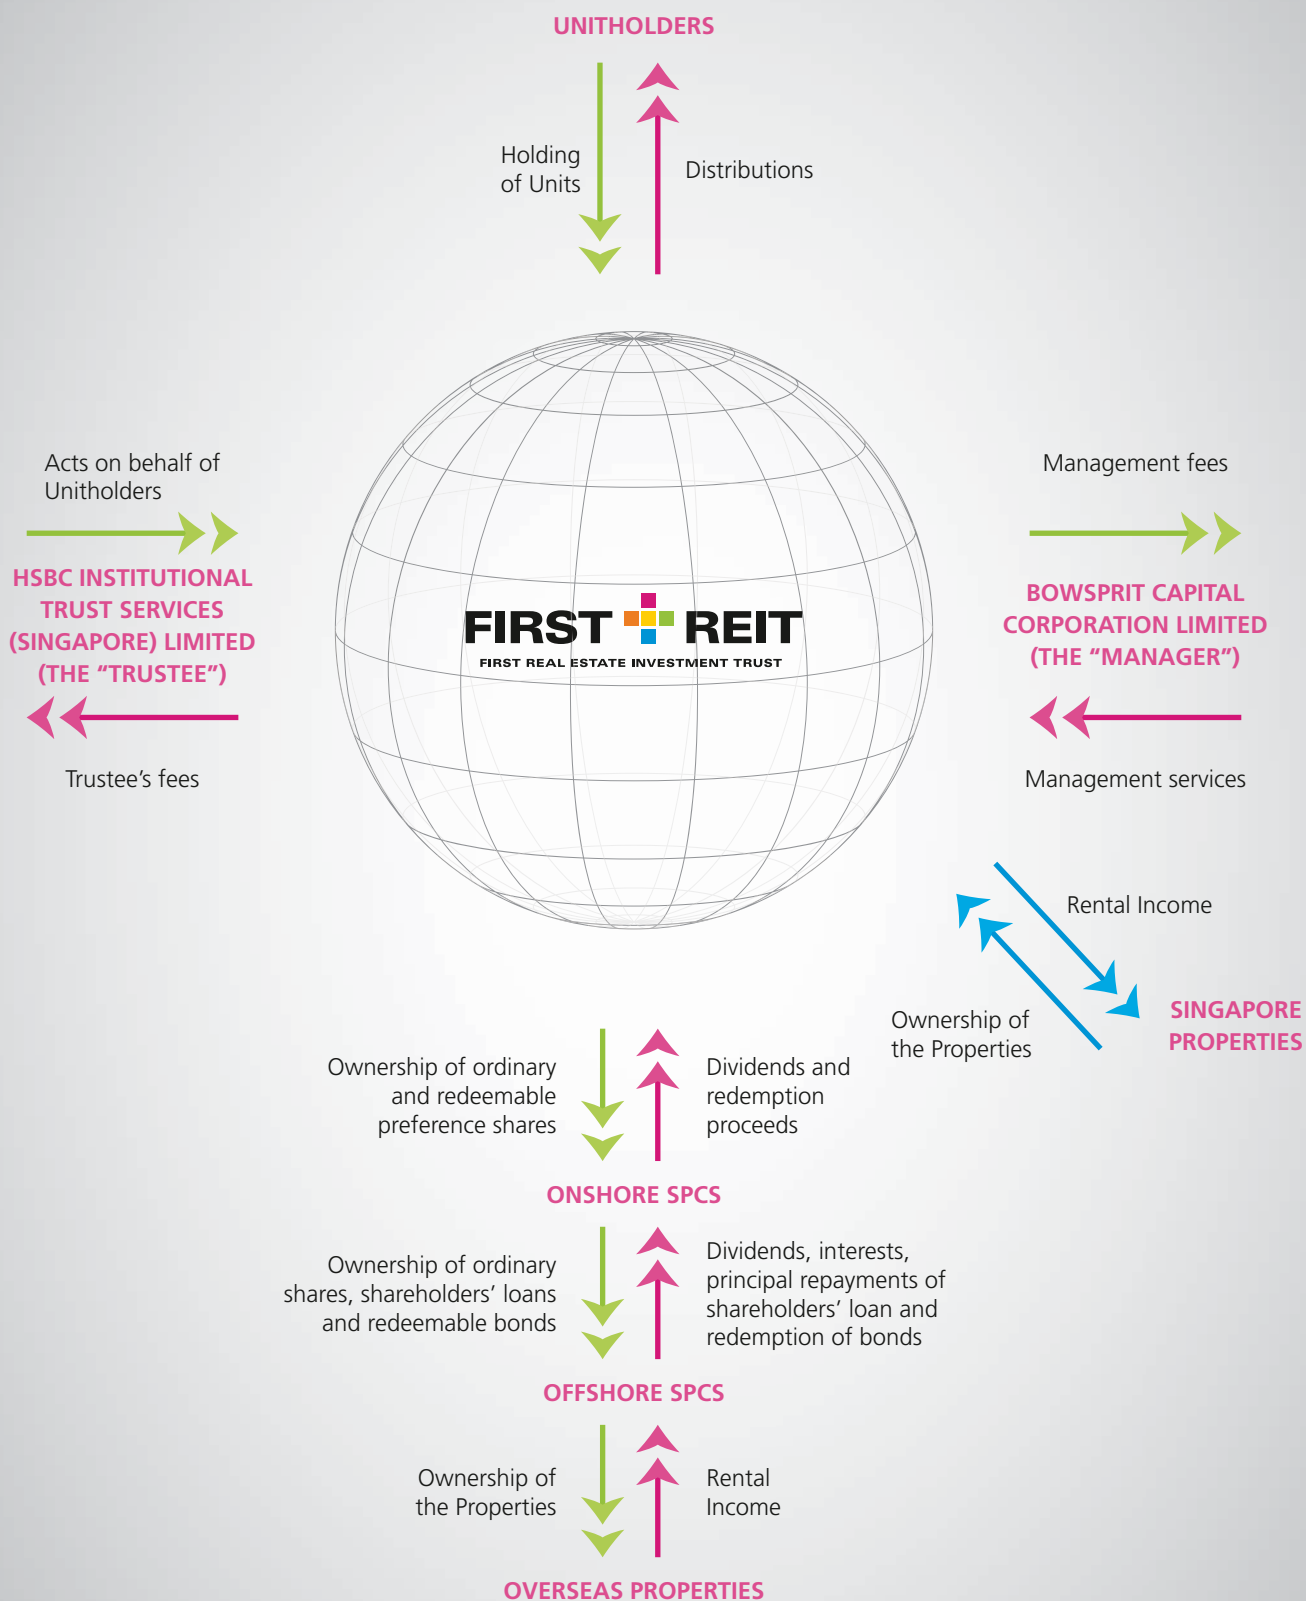 UNITHOLDERS
Holding
of Units
Distributions
Acts on behalf of
Unitholders
HSBC INSTITUTIONAL
TRUST SERVICES
(SINGAPORE) LIMITED
(THE “TRUSTEE”)
Trustee’s fees
FIRST REIT
FIRST REAL ESTATE INVESTMENT TRUST
Management fees
BOWSPRIT CAPITAL
CORPORATION LIMITED
(THE “MANAGER”)
Management services
Rental Income
Ownership of
the Properties
SINGAPORE
PROPERTIES
Ownership of ordinary
and redeemable
preference shares
Dividends and
redemption
proceeds
ONSHORE SPCS
Ownership of ordinary
shares, shareholders’ loans
and redeemable bonds
Dividends, interests,
principal repayments of
shareholders’ loan and
redemption of bonds
OFFSHORE SPCS
Ownership of
the Properties
Rental
Income
OVERSEAS PROPERTIES